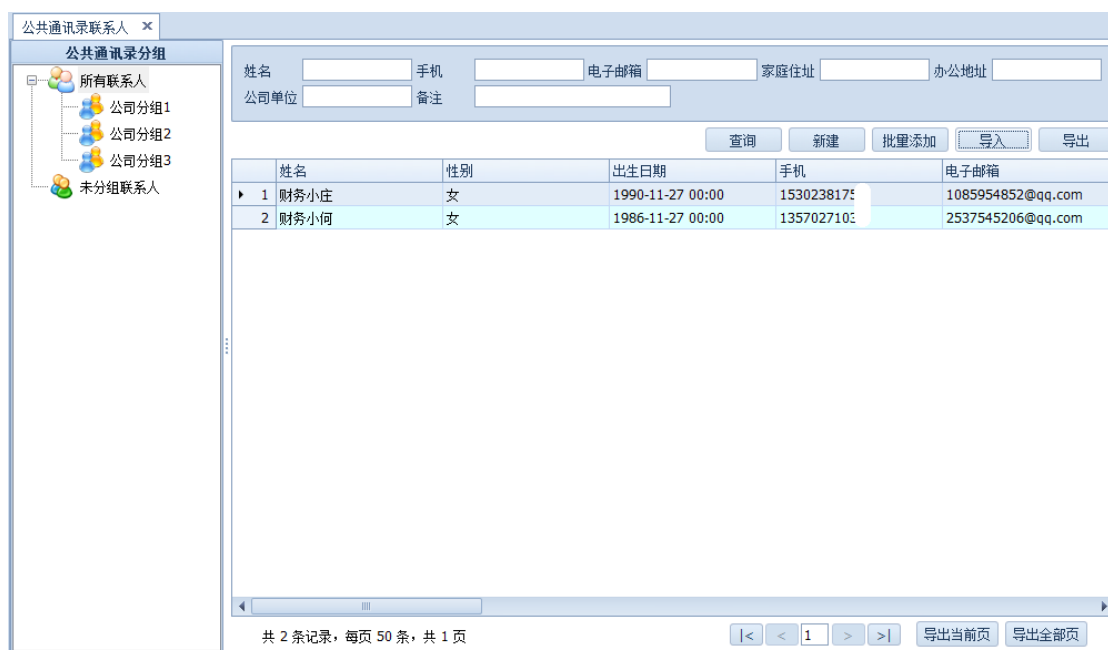 公共通讯录联系人 ×
公共通讯录分组
所有联系人
公司分组1
公司分组2
公司分组3
未分组联系人
姓名 手机 电子邮箱 家庭住址 办公地址
公司单位 备注
查询 新建 批量添加 导入 导出
姓名 性别 出生日期 手机 电子邮箱
1 财务小庄 女 1990-11-27 00:00 1530238175 1085954852@qq.com
2 财务小何 女 1986-11-27 00:00 135702710 2537545206@qq.com
共 2 条记录，每页 50 条，共 1 页
|< < 1 > >| 导出当前页 导出全部页